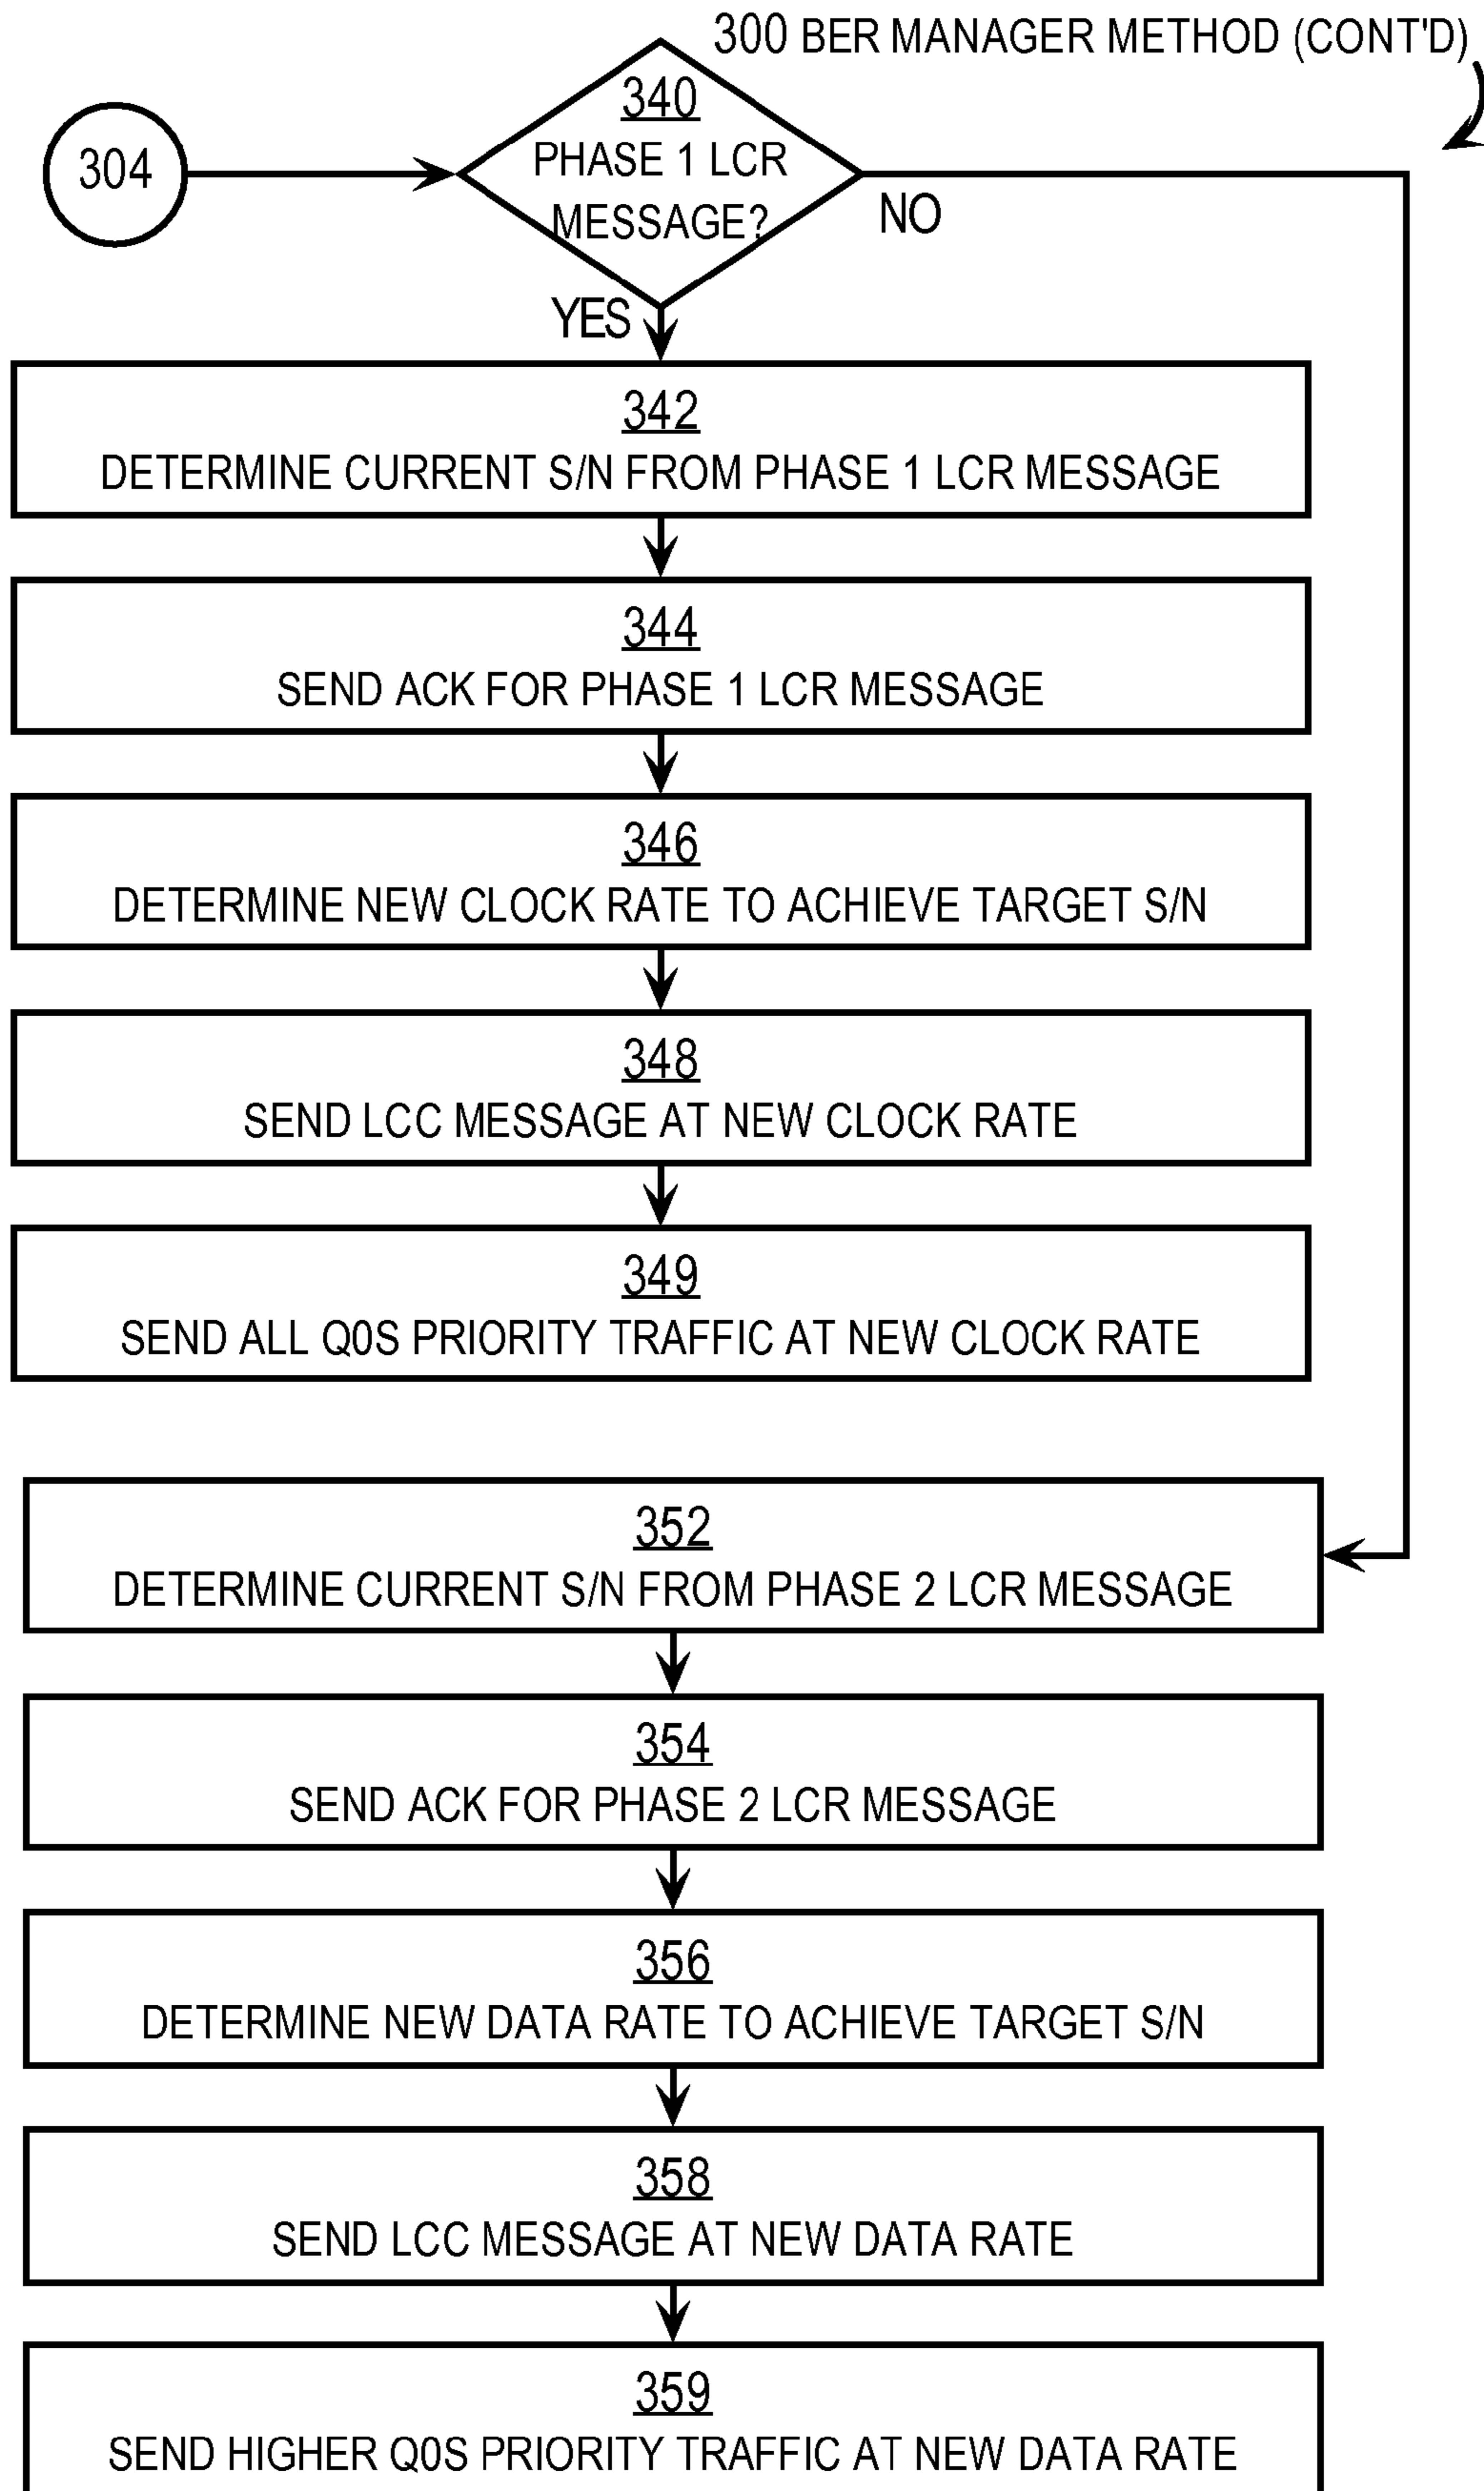 300 BER MANAGER METHOD (CONT'D)
304
340
PHASE 1 LCR
MESSAGE?
NO
YES
342
DETERMINE CURRENT S/N FROM PHASE 1 LCR MESSAGE
344
SEND ACK FOR PHASE 1 LCR MESSAGE
346
DETERMINE NEW CLOCK RATE TO ACHIEVE TARGET S/N
348
SEND LCC MESSAGE AT NEW CLOCK RATE
349
SEND ALL Q0S PRIORITY TRAFFIC AT NEW CLOCK RATE
352
DETERMINE CURRENT S/N FROM PHASE 2 LCR MESSAGE
354
SEND ACK FOR PHASE 2 LCR MESSAGE
356
DETERMINE NEW DATA RATE TO ACHIEVE TARGET S/N
358
SEND LCC MESSAGE AT NEW DATA RATE
359
SEND HIGHER Q0S PRIORITY TRAFFIC AT NEW DATA RATE